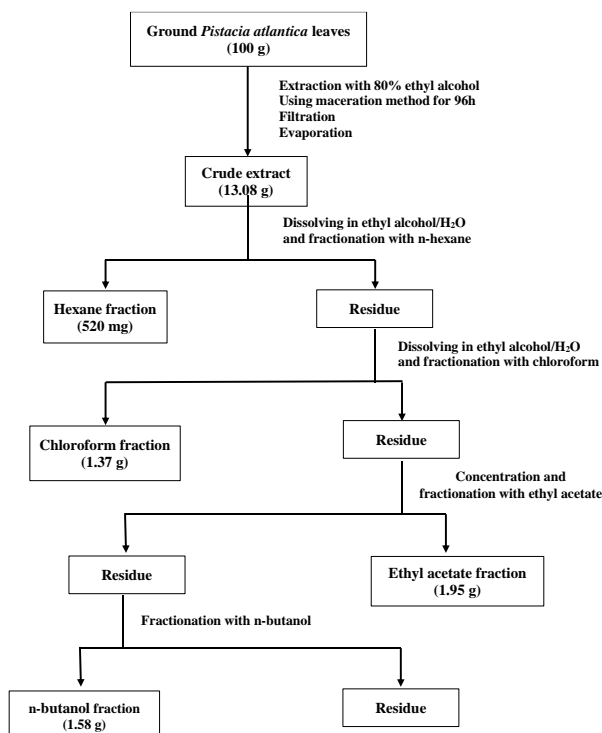 Ground Pistacia atlantica leaves
(100 g)
Extraction with 80% ethyl alcohol
Using maceration method for 96h
Filtration
Evaporation
Crude extract
(13.08 g)
Dissolving in ethyl alcohol/H₂O
and fractionation with n-hexane
Hexane fraction
(520 mg)
Residue
Dissolving in ethyl alcohol/H₂O
and fractionation with chloroform
Chloroform fraction
(1.37 g)
Residue
Concentration and
fractionation with ethyl acetate
Residue
Ethyl acetate fraction
(1.95 g)
Fractionation with n-butanol
n-butanol fraction
(1.58 g)
Residue